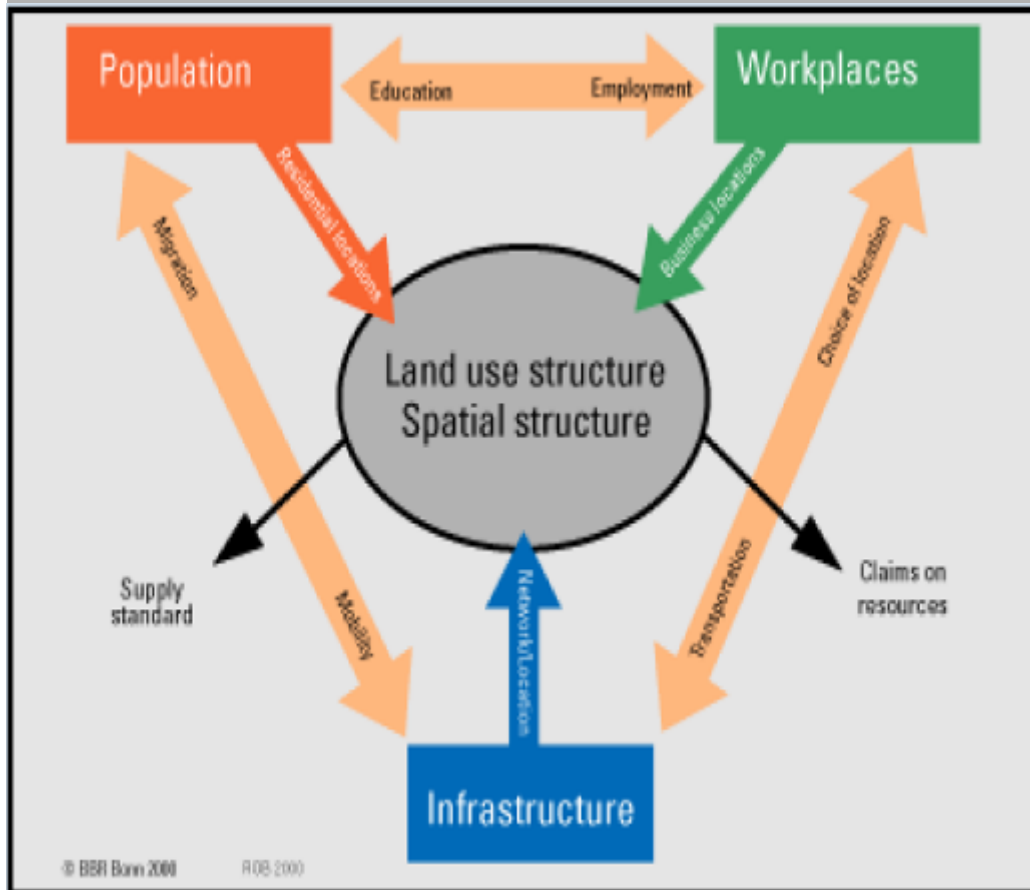 Population
Workplaces
Education
Employment
Residential locations
Business locations
Migration
Choice of location
Land use structure
Spatial structure
Supply
standard
Mobility
Network/Location
Transportation
Claims on
resources
Infrastructure
© BBR Bonn 2000
ROB 2000